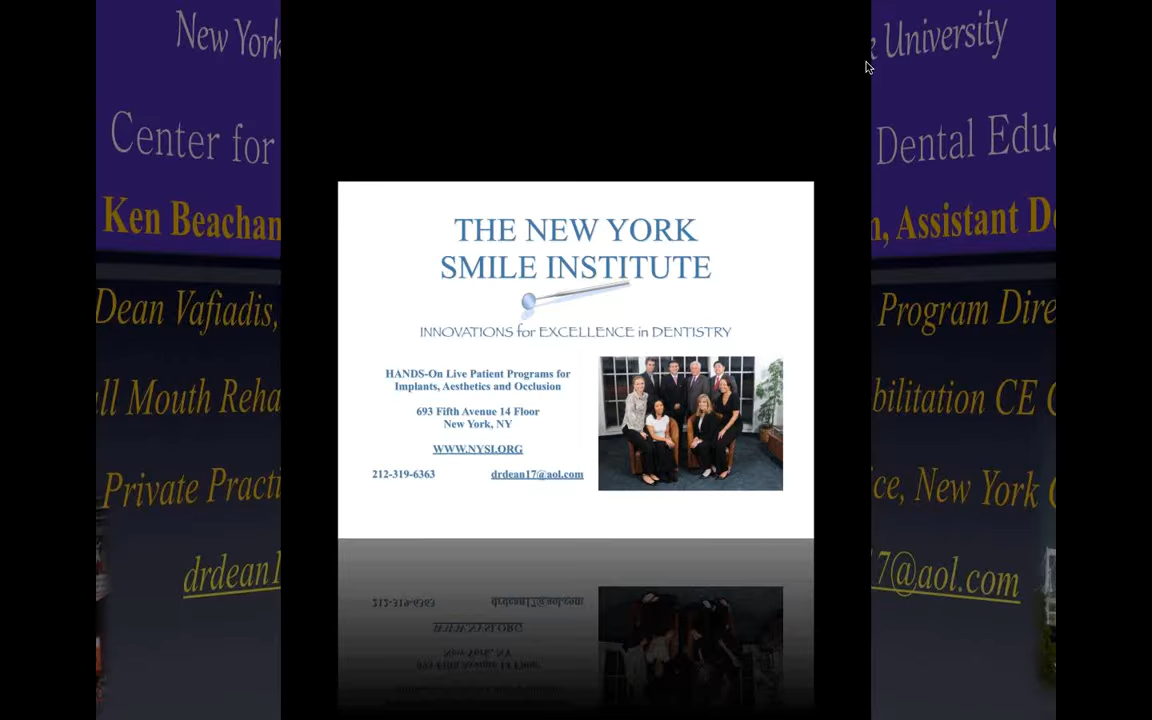 New York
k University
Center for
Dental Educ
Ken Beacham
n, Assistant De
Dean Vafiadis,
Program Dire
ll Mouth Reha
bilitation CE
Private Practi
ce, New York
drdean1
7@aol.com
THE NEW YORK
SMILE INSTITUTE
INNOVATIONS for EXCELLENCE in DENTISTRY
HANDS-On Live Patient Programs for
Implants, Aesthetics and Occlusion
693 Fifth Avenue 14 Floor
New York, NY
WWW.NYSI.ORG
212-319-6363 drdean17@aol.com